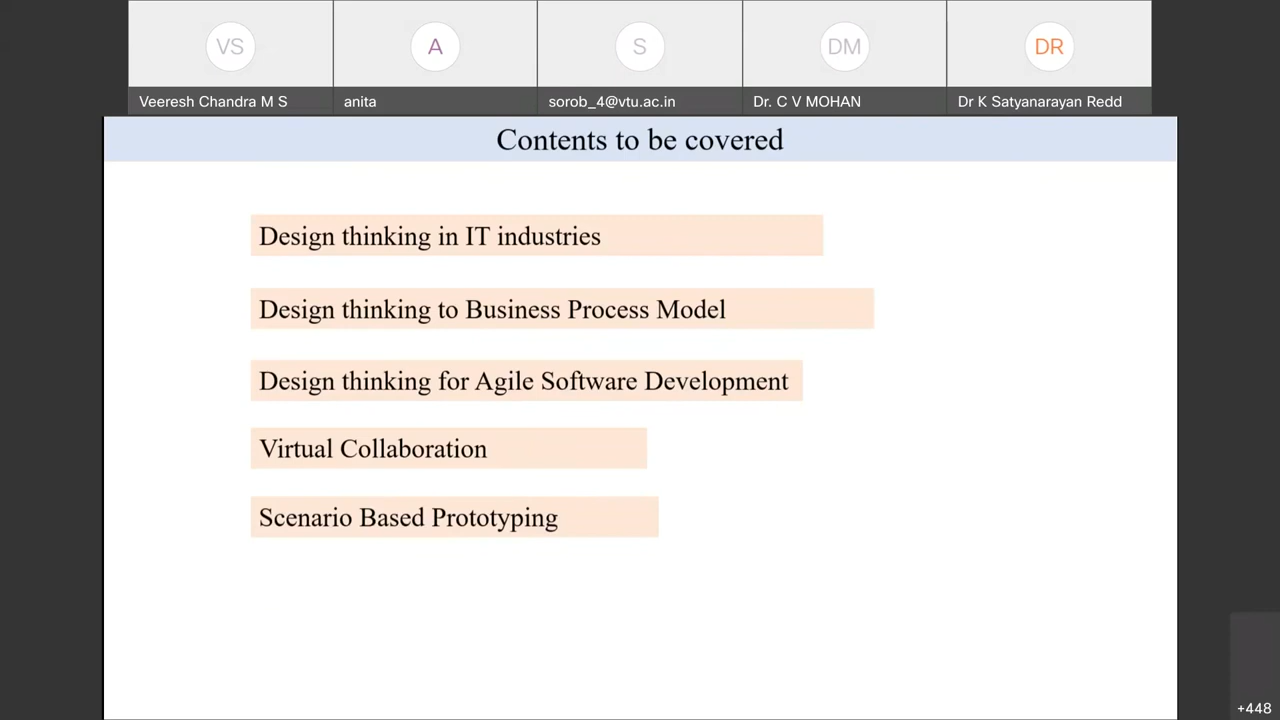 VS
A
S
DM
DR
Veeresh Chandra M S
anita
sorob_4@vtu.ac.in
Dr. C V MOHAN
Dr K Satyanarayan Redd
Contents to be covered
Design thinking in IT industries
Design thinking to Business Process Model
Design thinking for Agile Software Development
Virtual Collaboration
Scenario Based Prototyping
+448